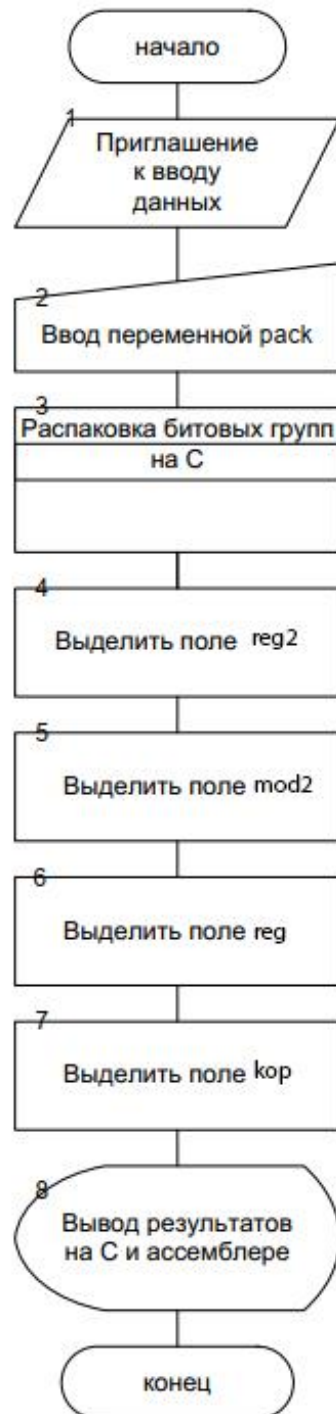 начало
1
Приглашение
к вводу
данных
2
Ввод переменной pack
3
Распаковка битовых групп
на С
4
Выделить поле reg2
5
Выделить поле mod2
6
Выделить поле reg
7
Выделить поле kop
8
Вывод результатов
на С и ассемблере
конец